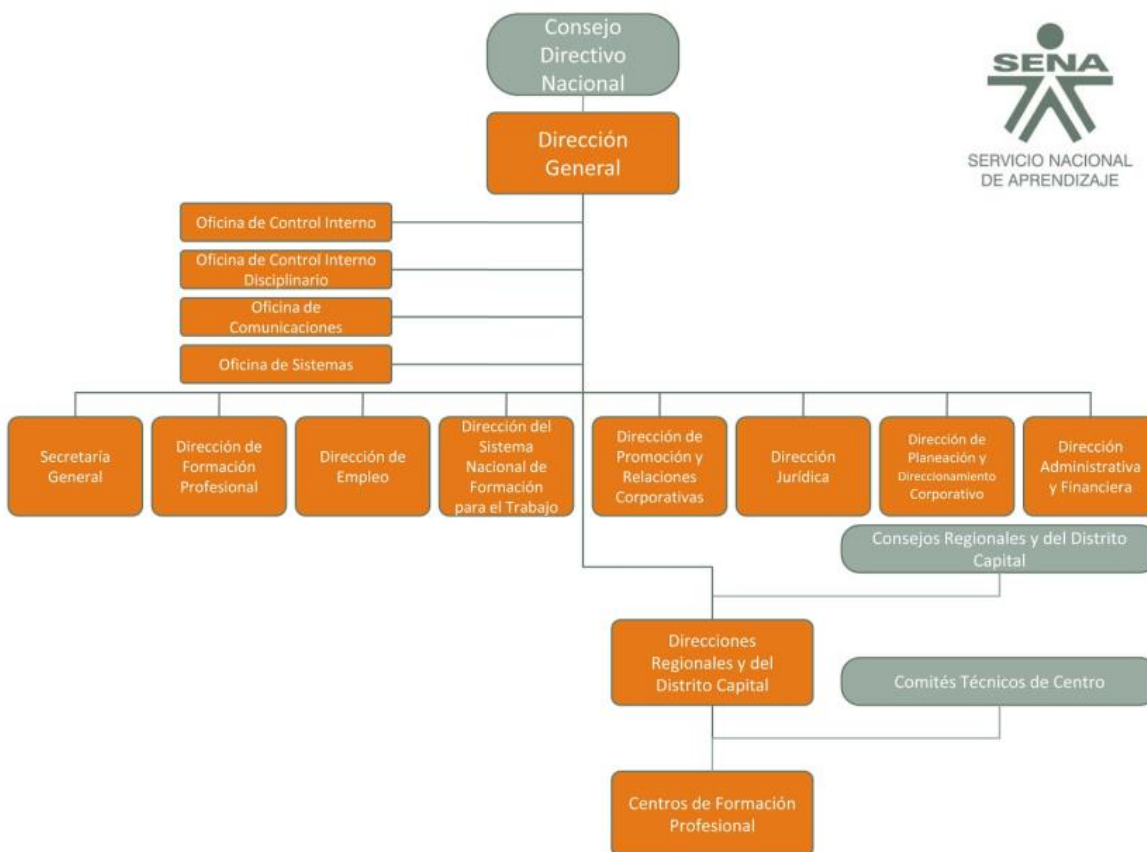 Consejo
Directivo
Nacional
SENA
SERVICIO NACIONAL
DE APRENDIZAJE
Dirección
General
Oficina de Control Interno
Oficina de Control Interno
Disciplinario
Oficina de
Comunicaciones
Oficina de Sistemas
Secretaría
General
Dirección de
Formación
Profesional
Dirección de
Empleo
Dirección del
Sistema
Nacional de
Formación
para el Trabajo
Dirección de
Promoción y
Relaciones
Corporativas
Dirección
Jurídica
Dirección de
Planeación y
Direccionamiento
Corporativo
Dirección
Administrativa
y Financiera
Consejos Regionales y del Distrito
Capital
Direcciones
Regionales y del
Distrito Capital
Comités Técnicos de Centro
Centros de Formación
Profesional